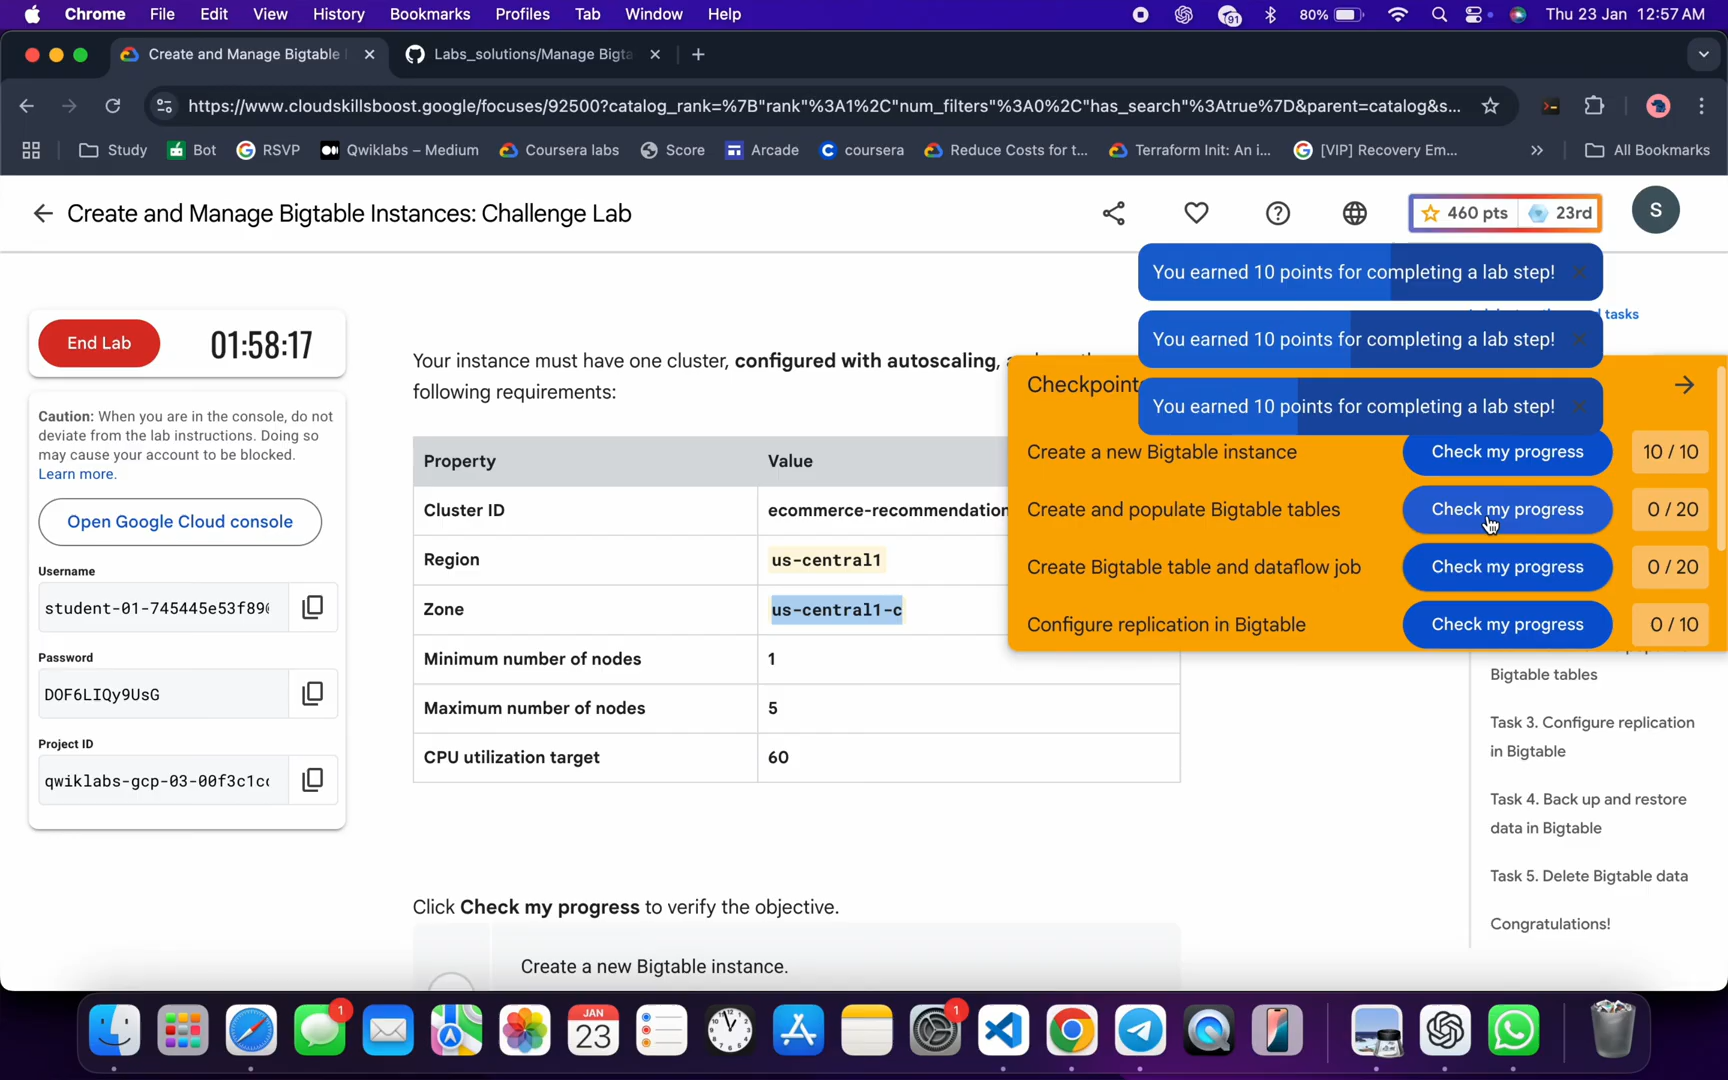 Chrome File Edit View History Bookmarks Profiles Tab Window Help 91 80% Thu 23 Jan 12:57 AM
Create and Manage Bigtable Labs_solutions/Manage Bigta
https://www.cloudskillsboost.google/focuses/92500?catalog_rank=%7B"rank"%3A1%2C"num_filters"%3A0%2C"has_search"%3Atrue%7D&parent=catalog&s...
Study Bot RSVP Qwiklabs – Medium Coursera labs Score Arcade coursera Reduce Costs for t... Terraform Init: An i... [VIP] Recovery Em... » All Bookmarks
Create and Manage Bigtable Instances: Challenge Lab 460 pts 23rd S
You earned 10 points for completing a lab step!
You earned 10 points for completing a lab step!
You earned 10 points for completing a lab step!
End Lab 01:58:17
Caution: When you are in the console, do not
deviate from the lab instructions. Doing so
may cause your account to be blocked.
Learn more.
Open Google Cloud console
Username
student-01-745445e53f89
Password
DOF6LIQy9UsG
Project ID
qwiklabs-gcp-03-00f3c1c
Your instance must have one cluster, configured with autoscaling,
following requirements:
Property Value
Cluster ID ecommerce-recommendation
Region us-central1
Zone us-central1-c
Minimum number of nodes 1
Maximum number of nodes 5
CPU utilization target 60
Click Check my progress to verify the objective.
Create a new Bigtable instance.
Checkpoint
Create a new Bigtable instance Check my progress 10 / 10
Create and populate Bigtable tables Check my progress 0 / 20
Create Bigtable table and dataflow job Check my progress 0 / 20
Configure replication in Bigtable Check my progress 0 / 10
tasks
Bigtable tables
Task 3. Configure replication
in Bigtable
Task 4. Back up and restore
data in Bigtable
Task 5. Delete Bigtable data
Congratulations!
1 JAN 23 1